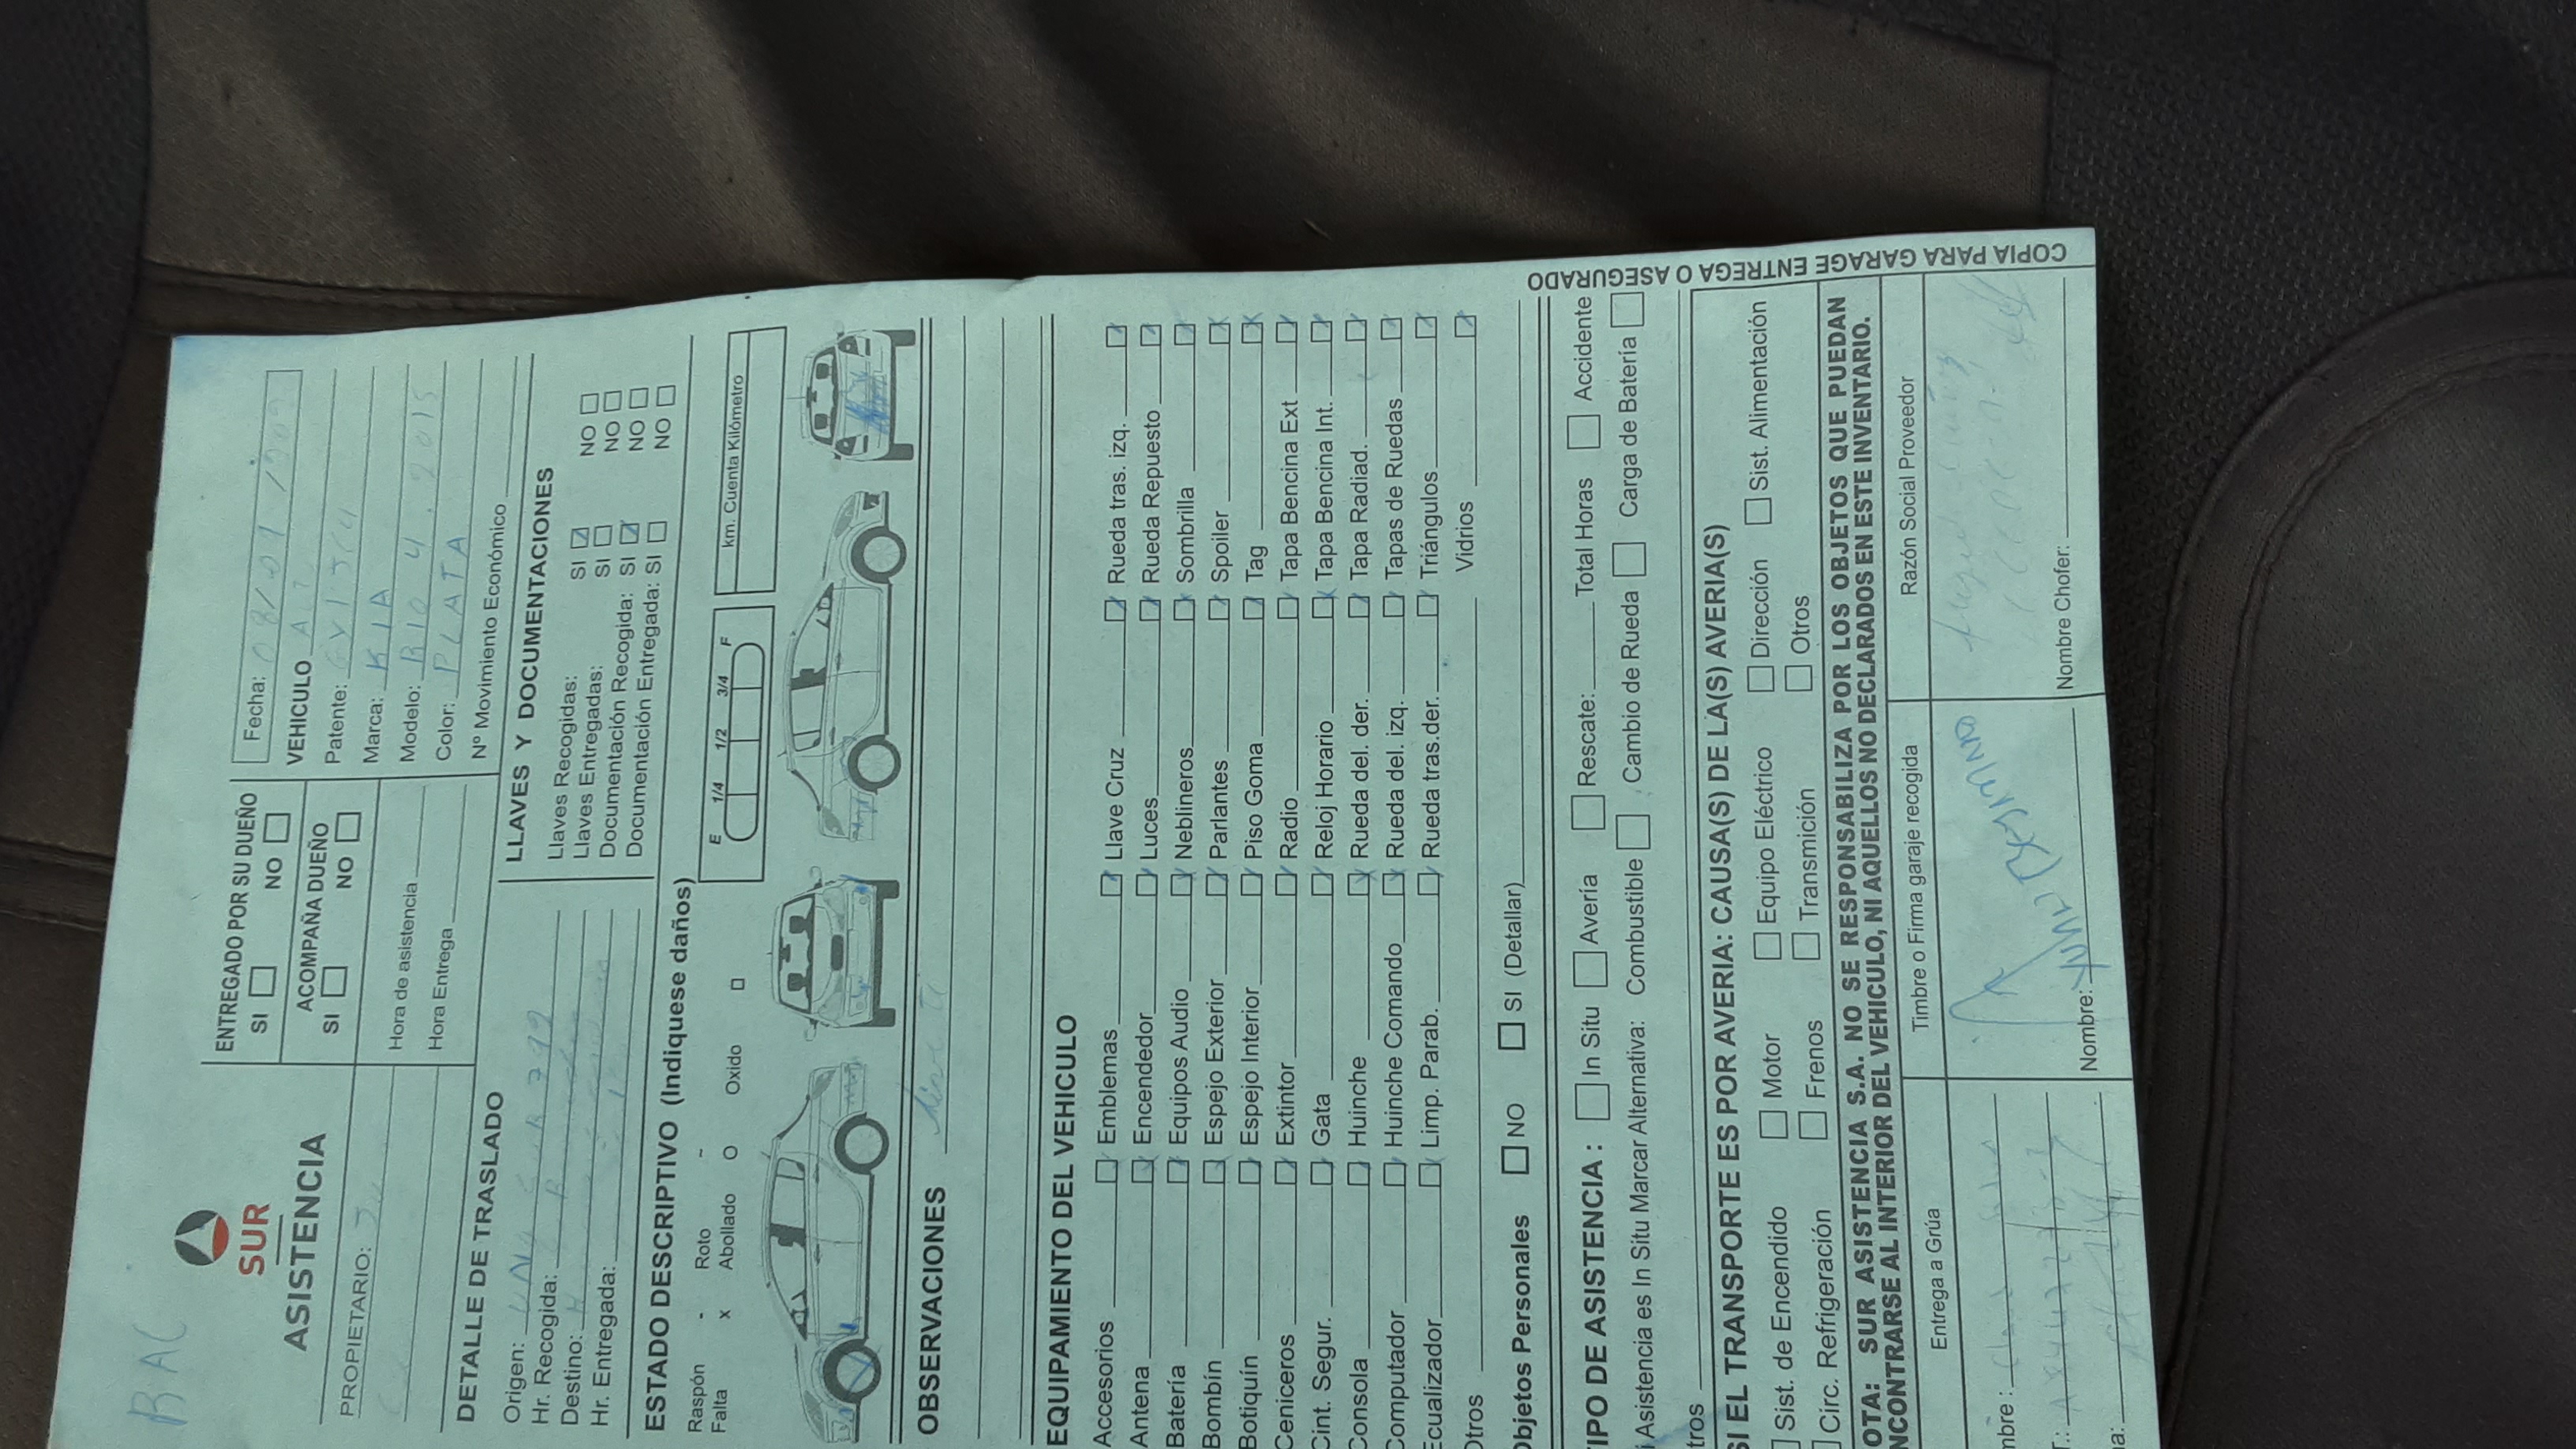 BAC
SUR
ASISTENCIA
ENTREGADO POR SU DUEÑO
SI NO
ACOMPAÑA DUEÑO
SI NO
Fecha:
VEHICULO
Patente:
Marca: KIA
Modelo: RIO 4 . 2015
Color: PLATA
Nº Movimiento Económico
PROPIETARIO:
Hora de asistencia
Hora Entrega
DETALLE DE TRASLADO
Origen:
Hr. Recogida:
Destino:
Hr. Entregada:
LLAVES Y DOCUMENTACIONES
Llaves Recogidas: SI NO
Llaves Entregadas: SI NO
Documentación Recogida: SI NO
Documentación Entregada: SI NO
ESTADO DESCRIPTIVO (Indiquese daños)
Raspón - Roto -
Falta x Abollado O Oxido
E 1/4 1/2 3/4 F
km. Cuenta Kilómetro
OBSERVACIONES
EQUIPAMIENTO DEL VEHICULO
Accesorios Emblemas Llave Cruz Rueda tras. izq.
Antena Encendedor Luces Rueda Repuesto
Batería Equipos Audio Neblineros Sombrilla
Bombín Espejo Exterior Parlantes Spoiler
Botiquín Espejo Interior Piso Goma Tag
Ceniceros Extintor Radio Tapa Bencina Ext
Cint. Segur. Gata Reloj Horario Tapa Bencina Int.
Consola Huinche Rueda del. der. Tapa Radiad.
Computador Huinche Comando Rueda del. izq. Tapas de Ruedas
Ecualizador Limp. Parab. Rueda tras.der. Triángulos
Otros Vidrios
Objetos Personales NO SI (Detallar)
TIPO DE ASISTENCIA : In Situ Avería Rescate: Total Horas Accidente
i Asistencia es In Situ Marcar Alternativa: Combustible Cambio de Rueda Carga de Batería
tros
SI EL TRANSPORTE ES POR AVERIA: CAUSA(S) DE LA(S) AVERIA(S)
Sist. de Encendido Motor Equipo Eléctrico Dirección Sist. Alimentación
Circ. Refrigeración Frenos Transmición Otros
OTA: SUR ASISTENCIA S.A. NO SE RESPONSABILIZA POR LOS OBJETOS QUE PUEDAN
NCONTRARSE AL INTERIOR DEL VEHICULO, NI AQUELLOS NO DECLARADOS EN ESTE INVENTARIO.
Entrega a Grúa
Timbre o Firma garaje recogida
Razón Social Proveedor
mbre :
Nombre:
Nombre Chofer:
COPIA PARA GARAGE ENTREGA O ASEGURADO